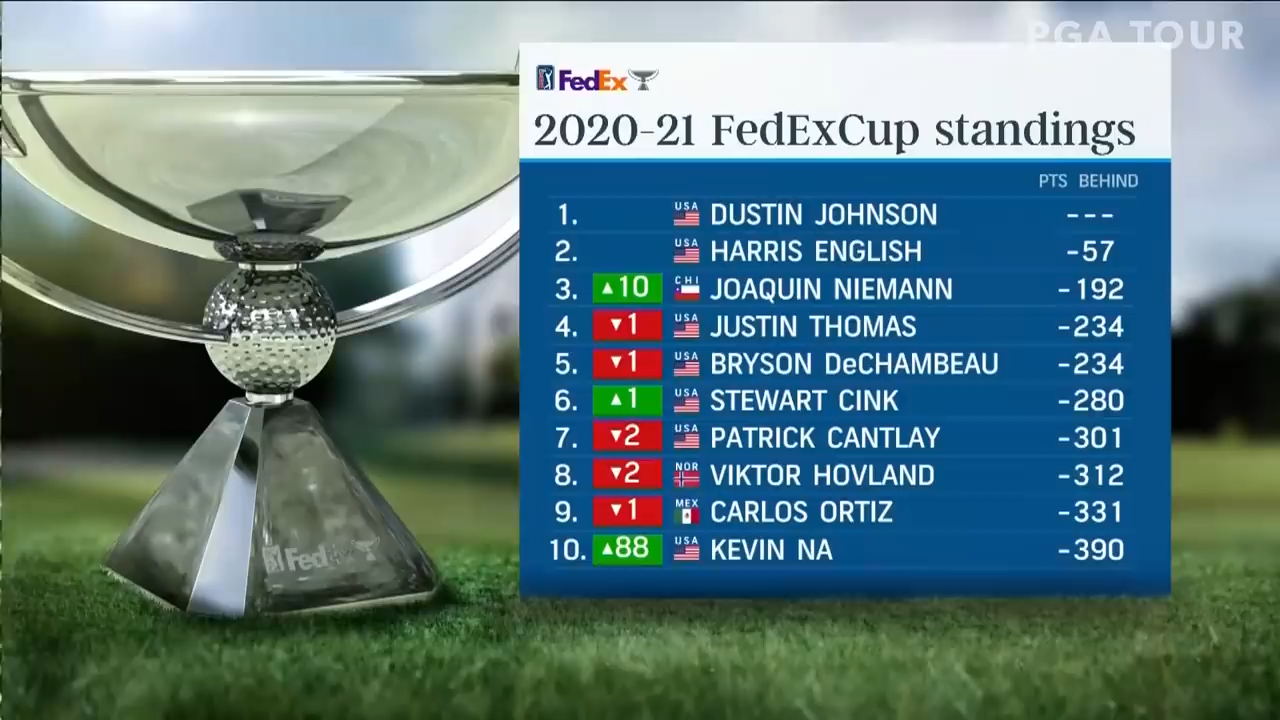 PGA TOUR
FedEx
2020-21 FedExCup standings
PTS BEHIND
1. USA DUSTIN JOHNSON ---
2. USA HARRIS ENGLISH -57
3. ▲10 CHI JOAQUIN NIEMANN -192
4. ▼1 USA JUSTIN THOMAS -234
5. ▼1 USA BRYSON DeCHAMBEAU -234
6. ▲1 USA STEWART CINK -280
7. ▼2 USA PATRICK CANTLAY -301
8. ▼2 NOR VIKTOR HOVLAND -312
9. ▼1 MEX CARLOS ORTIZ -331
10. ▲88 USA KEVIN NA -390
Fed